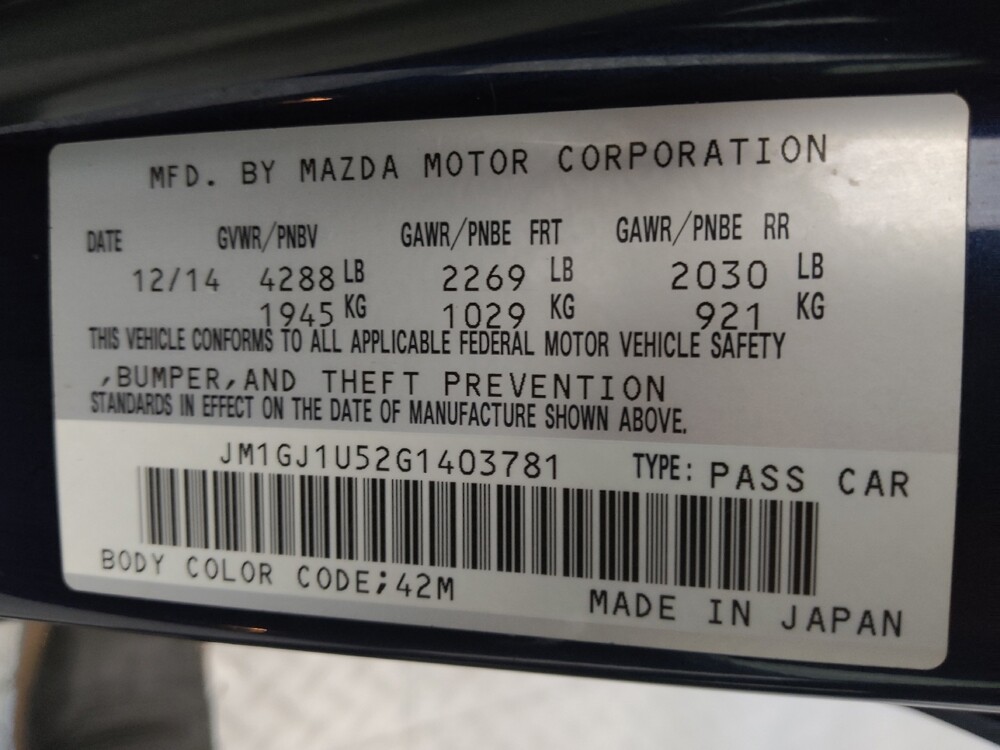 MFD. BY MAZDA MOTOR CORPORATION
DATE GVWR/PNBV GAWR/PNBE FRT GAWR/PNBE RR
12/14 4288 LB 2269 LB 2030 LB
1945 KG 1029 KG 921 KG
THIS VEHICLE CONFORMS TO ALL APPLICABLE FEDERAL MOTOR VEHICLE SAFETY
,BUMPER,AND THEFT PREVENTION
STANDARDS IN EFFECT ON THE DATE OF MANUFACTURE SHOWN ABOVE.
JM1GJ1U52G1403781 TYPE: PASS CAR
BODY COLOR CODE;42M
MADE IN JAPAN